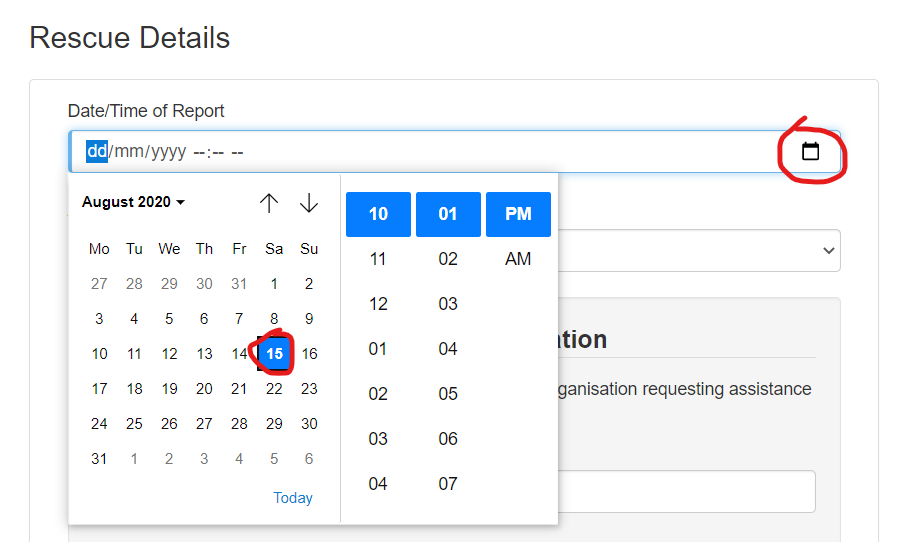 Rescue Details
Date/Time of Report
dd/mm/yyyy --:-- --
August 2020
Mo Tu We Th Fr Sa Su
27 28 29 30 31 1 2
3 4 5 6 7 8 9
10 11 12 13 14 15 16
17 18 19 20 21 22 23
24 25 26 27 28 29 30
31 1 2 3 4 5 6
Today
10 01 PM
11 02 AM
12 03
01 04
02 05
03 06
04 07
ation
ganisation requesting assistance